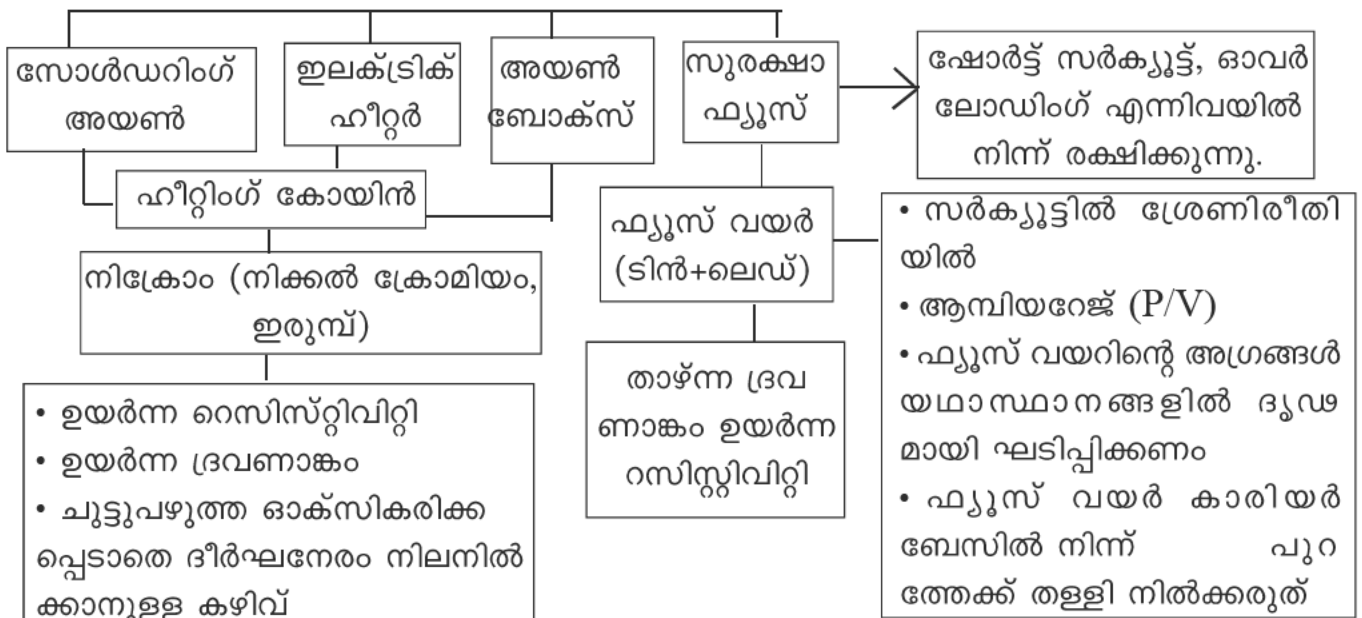 സോൾഡറിംഗ്
അയൺ
ഇലക്ട്രിക്
ഹീറ്റർ
അയൺ
ബോക്സ്
സുരക്ഷാ
ഫ്യൂസ്
ഷോർട്ട് സർക്യൂട്ട്, ഓവർ
ലോഡിംഗ് എന്നിവയിൽ
നിന്ന് രക്ഷിക്കുന്നു.
ഹീറ്റിംഗ് കോയിൻ
നിക്രോം (നിക്കൽ ക്രോമിയം,
ഇരുമ്പ്)
• ഉയർന്ന റെസിസ്റ്റിവിറ്റി
• ഉയർന്ന ദ്രവണാങ്കം
• ചുട്ടുപഴുത്ത ഓക്സികരിക്ക
പ്പെടാതെ ദീർഘനേരം നിലനിൽ
ക്കാനുള്ള കഴിവ്
ഫ്യൂസ് വയർ
(ടിൻ+ലെഡ്)
താഴ്ന്ന ദ്രവ
ണാങ്കം ഉയർന്ന
റസിസ്റ്റിവിറ്റി
• സർക്യൂട്ടിൽ ശ്രേണിരീതി
യിൽ
• ആമ്പിയറേജ് (P/V)
• ഫ്യൂസ് വയറിന്റെ അഗ്രങ്ങൾ
യഥാസ്ഥാനങ്ങളിൽ ദൃഢ
മായി ഘടിപ്പിക്കണം
• ഫ്യൂസ് വയർ കാരിയർ
ബേസിൽ നിന്ന് പുറ
ത്തേക്ക് തള്ളി നിൽക്കരുത്